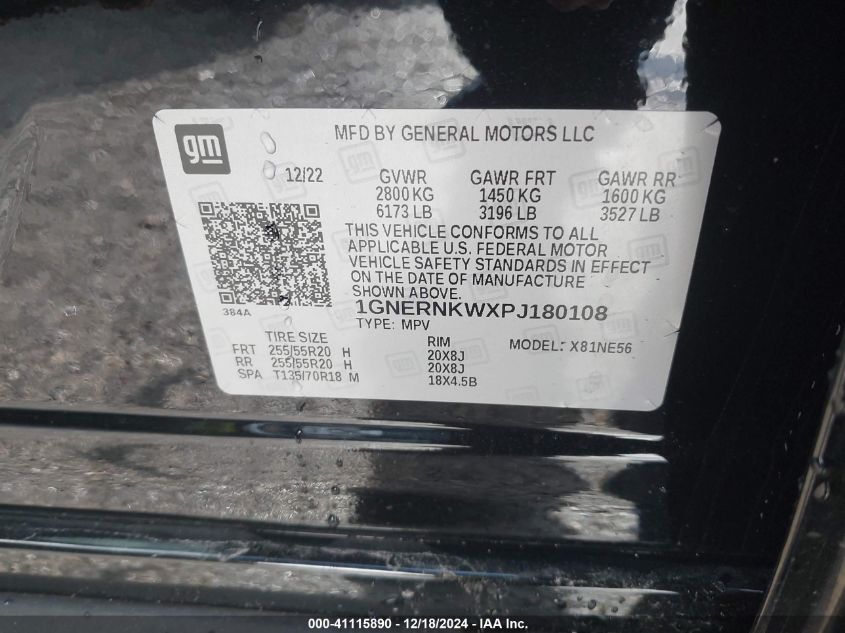 gm
MFD BY GENERAL MOTORS LLC
12/22
GVWR GAWR FRT GAWR RR
2800 KG 1450 KG 1600 KG
6173 LB 3196 LB 3527 LB
THIS VEHICLE CONFORMS TO ALL
APPLICABLE U.S. FEDERAL MOTOR
VEHICLE SAFETY STANDARDS IN EFFECT
ON THE DATE OF MANUFACTURE
SHOWN ABOVE.
384A
1GNERNKWXPJ180108
TYPE: MPV
TIRE SIZE RIM MODEL: X81NE56
FRT 255/55R20 H 20X8J
RR 255/55R20 H 20X8J
SPA T135/70R18 M 18X4.5B
000-41115890 - 12/18/2024 - IAA, Inc.